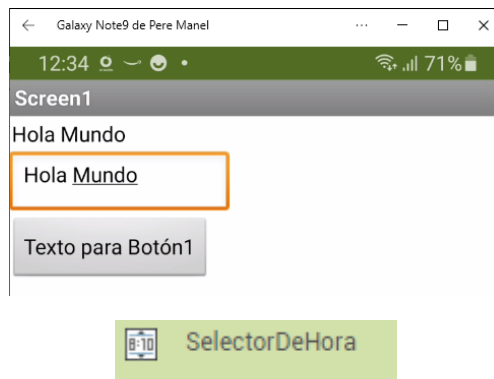 Galaxy Note9 de Pere Manel
12:34 71%
Screen1
Hola Mundo
Hola Mundo
Texto para Botón1
8:10 SelectorDeHora